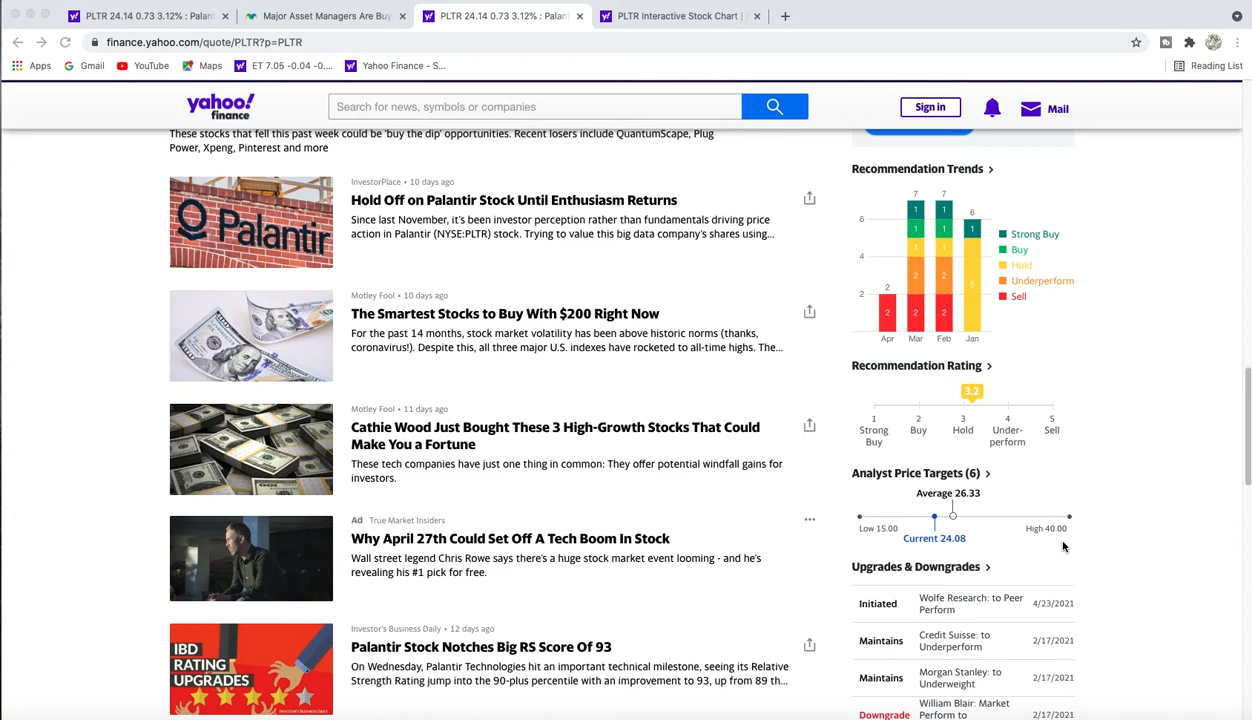 PLTR 24.14 0.73 3.12% : Palant
Major Asset Managers Are Buy
PLTR 24.14 0.73 3.12% : Palant
PLTR Interactive Stock Chart |
finance.yahoo.com/quote/PLTR?p=PLTR
Apps
Gmail
YouTube
Maps
ET 7.05 -0.04 -0....
Yahoo Finance - S...
Reading List
yahoo!
finance
Search for news, symbols or companies
Sign in
Mail
These stocks that fell this past week could be 'buy the dip' opportunities. Recent losers include QuantumScape, Plug
Power, Xpeng, Pinterest and more
Palantir
InvestorPlace • 10 days ago
Hold Off on Palantir Stock Until Enthusiasm Returns
Since last November, it's been investor perception rather than fundamentals driving price
action in Palantir (NYSE:PLTR) stock. Trying to value this big data company's shares using...
Motley Fool • 10 days ago
The Smartest Stocks to Buy With $200 Right Now
For the past 14 months, stock market volatility has been above historic norms (thanks,
coronavirus!). Despite this, all three major U.S. indexes have rocketed to all-time highs. The...
Motley Fool • 11 days ago
Cathie Wood Just Bought These 3 High-Growth Stocks That Could
Make You a Fortune
These tech companies have just one thing in common: They offer potential windfall gains for
investors.
Ad True Market Insiders
Why April 27th Could Set Off A Tech Boom In Stock
Wall street legend Chris Rowe says there's a huge stock market event looming - and he's
revealing his #1 pick for free.
IBD
RATING
UPGRADES
Investor's Business Daily • 12 days ago
Palantir Stock Notches Big RS Score Of 93
On Wednesday, Palantir Technologies hit an important technical milestone, seeing its Relative
Strength Rating jump into the 90-plus percentile with an improvement to 93, up from 89 th...
Recommendation Trends
7 7
6
1 1 6
1 1 1
1 1
4
2 2 5
2
2
2 2 2
Apr Mar Feb Jan
Strong Buy
Buy
Hold
Underperform
Sell
Recommendation Rating
3.2
1 2 3 4 5
Strong Buy Hold Under- Sell
Buy perform
Analyst Price Targets (6)
Average 26.33
Low 15.00 High 40.00
Current 24.08
Upgrades & Downgrades
Initiated Wolfe Research: to Peer Perform 4/23/2021
Maintains Credit Suisse: to Underperform 2/17/2021
Maintains Morgan Stanley: to Underweight 2/17/2021
Downgrade William Blair: Market Perform to 2/17/2021